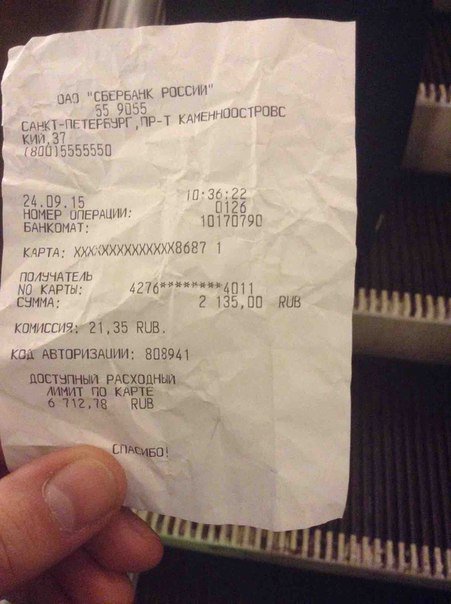 ОАО "СБЕРБАНК РОССИИ"
55 9055
САНКТ-ПЕТЕРБУРГ,ПР-Т КАМЕННООСТРОВС
КИЙ,37
(800)5555550
24.09.15 10:36:22
НОМЕР ОПЕРАЦИИ: 0126
БАНКОМАТ: 10170790
КАРТА: XXXXXXXXXXXXXX8687 1
ПОЛУЧАТЕЛЬ
NO КАРТЫ: 4276********4011
СУММА: 2 135,00 RUB
КОМИССИЯ: 21,35 RUB.
КОД АВТОРИЗАЦИИ: 808941
ДОСТУПНЫЙ РАСХОДНЫЙ
ЛИМИТ ПО КАРТЕ
6 712,78 RUB
СПАСИБО!